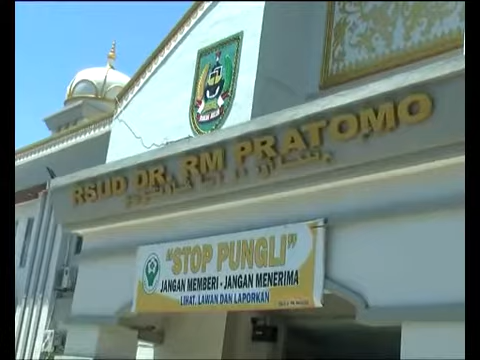 RSUD DR. RM PRATOMO
"STOP PUNGLI"
JANGAN MEMBERI - JANGAN MENERIMA
LIHAT, LAWAN DAN LAPORKAN